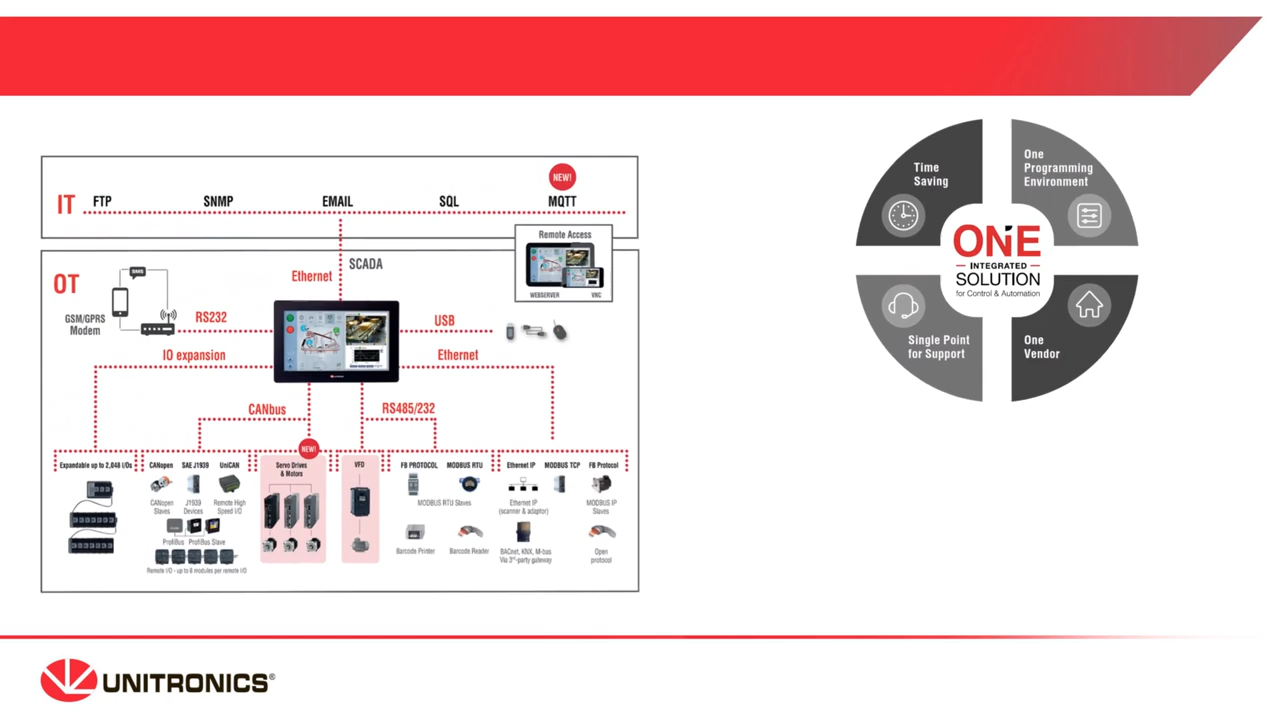 NEW!
IT
FTP
SNMP
EMAIL
SQL
MQTT
Remote Access
WEBSERVER
VNC
OT
SMS
GSM/GPRS
Modem
Ethernet
SCADA
RS232
USB
IO expansion
Ethernet
UNITRONICS
CANbus
RS485/232
NEW!
Expandable up to 2,048 I/Os
CANopen
SAE J1939
UniCAN
Servo Drives
& Motors
VFD
FB PROTOCOL
MODBUS RTU
Ethernet IP
MODBUS TCP
FB Protocol
CANopen
Slaves
J1939
Devices
Remote High
Speed I/O
MODBUS RTU Slaves
Ethernet IP
(scanner & adaptor)
MODBUS IP
Slaves
ProfiBus
ProfiBus Slave
Barcode Printer
Barcode Reader
BACnet, KNX, M-bus
Via 3rd-party gateway
Open
protocol
Remote I/O - up to 8 modules per remote I/O
Time
Saving
One
Programming
Environment
ONE
INTEGRATED
SOLUTION
for Control & Automation
Single Point
for Support
One
Vendor
UNITRONICS®